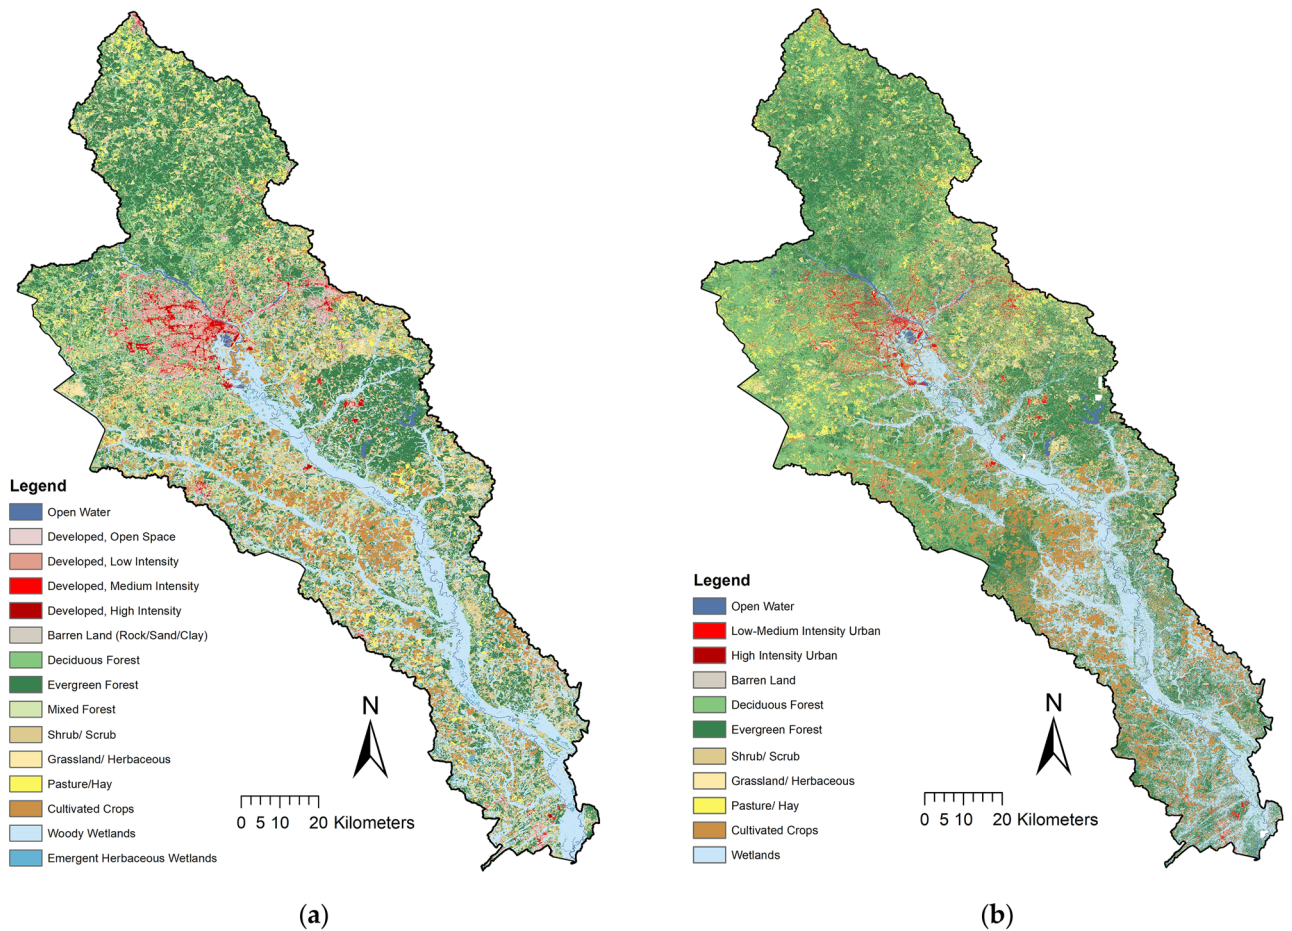 Legend
Open Water
Developed, Open Space
Developed, Low Intensity
Developed, Medium Intensity
Developed, High Intensity
Barren Land (Rock/Sand/Clay)
Deciduous Forest
Evergreen Forest
Mixed Forest
Shrub/ Scrub
Grassland/ Herbaceous
Pasture/Hay
Cultivated Crops
Woody Wetlands
Emergent Herbaceous Wetlands
N
0 5 10 20 Kilometers
(a)
Legend
Open Water
Low-Medium Intensity Urban
High Intensity Urban
Barren Land
Deciduous Forest
Evergreen Forest
Shrub/ Scrub
Grassland/ Herbaceous
Pasture/ Hay
Cultivated Crops
Wetlands
N
0 5 10 20 Kilometers
(b)